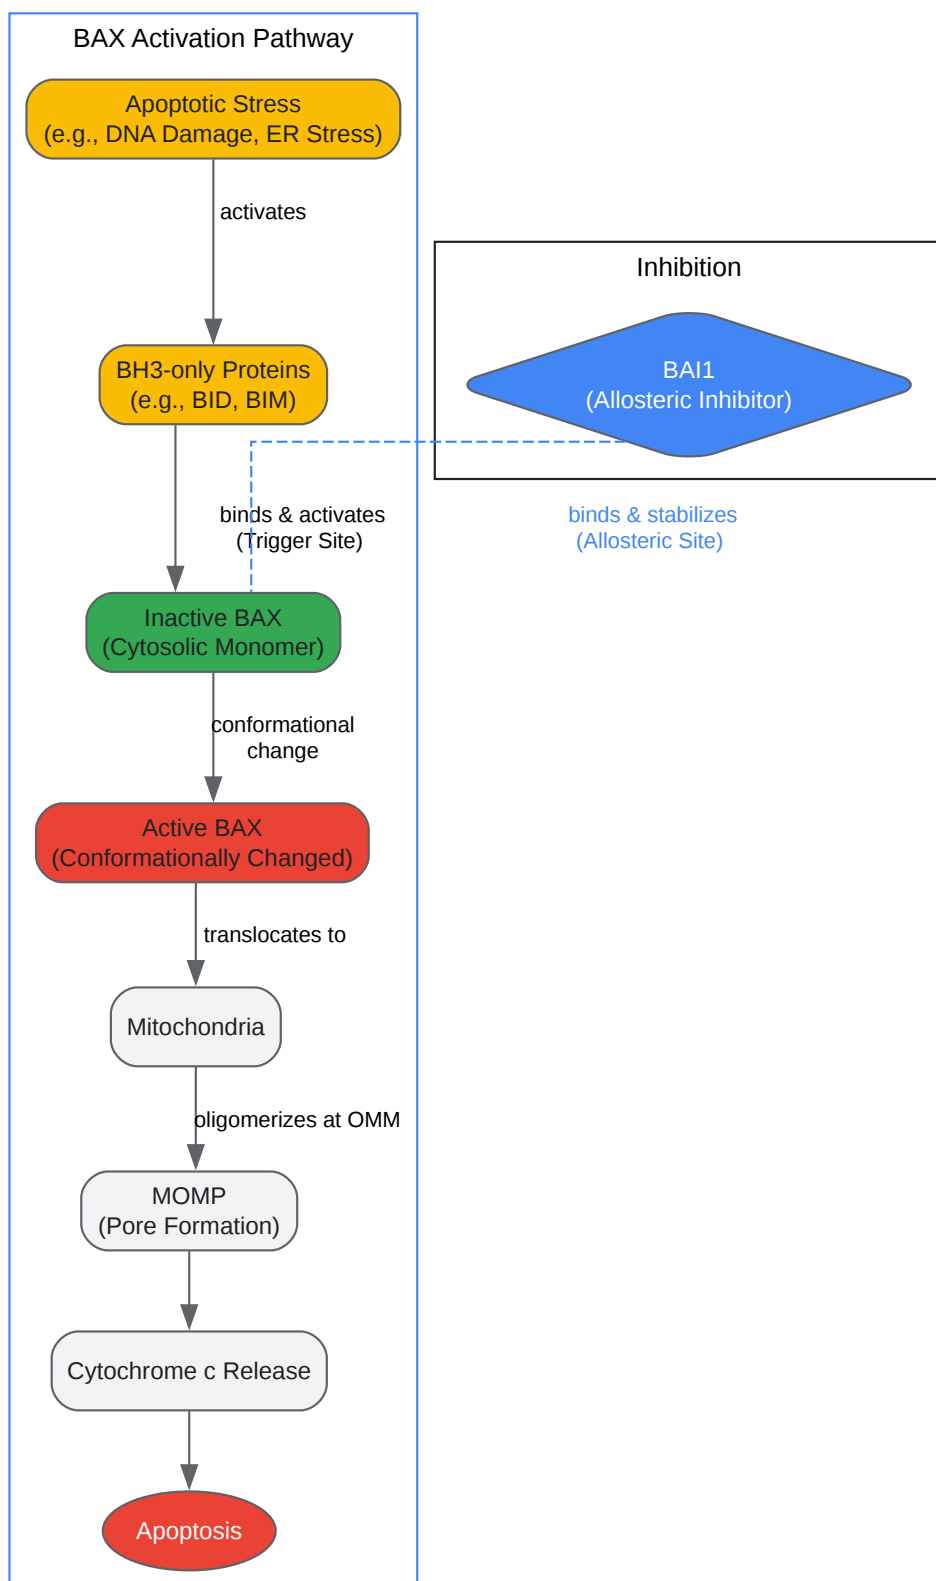 BAX Activation Pathway
Apoptotic Stress
(e.g., DNA Damage, ER Stress)
activates
Inhibition
BH3-only Proteins
(e.g., BID, BIM)
BAI1
(Allosteric Inhibitor)
binds & activates
(Trigger Site)
binds & stabilizes
(Allosteric Site)
Inactive BAX
(Cytosolic Monomer)
conformational
change
Active BAX
(Conformationally Changed)
translocates to
Mitochondria
oligomerizes at OMM
MOMP
(Pore Formation)
Cytochrome c Release
Apoptosis